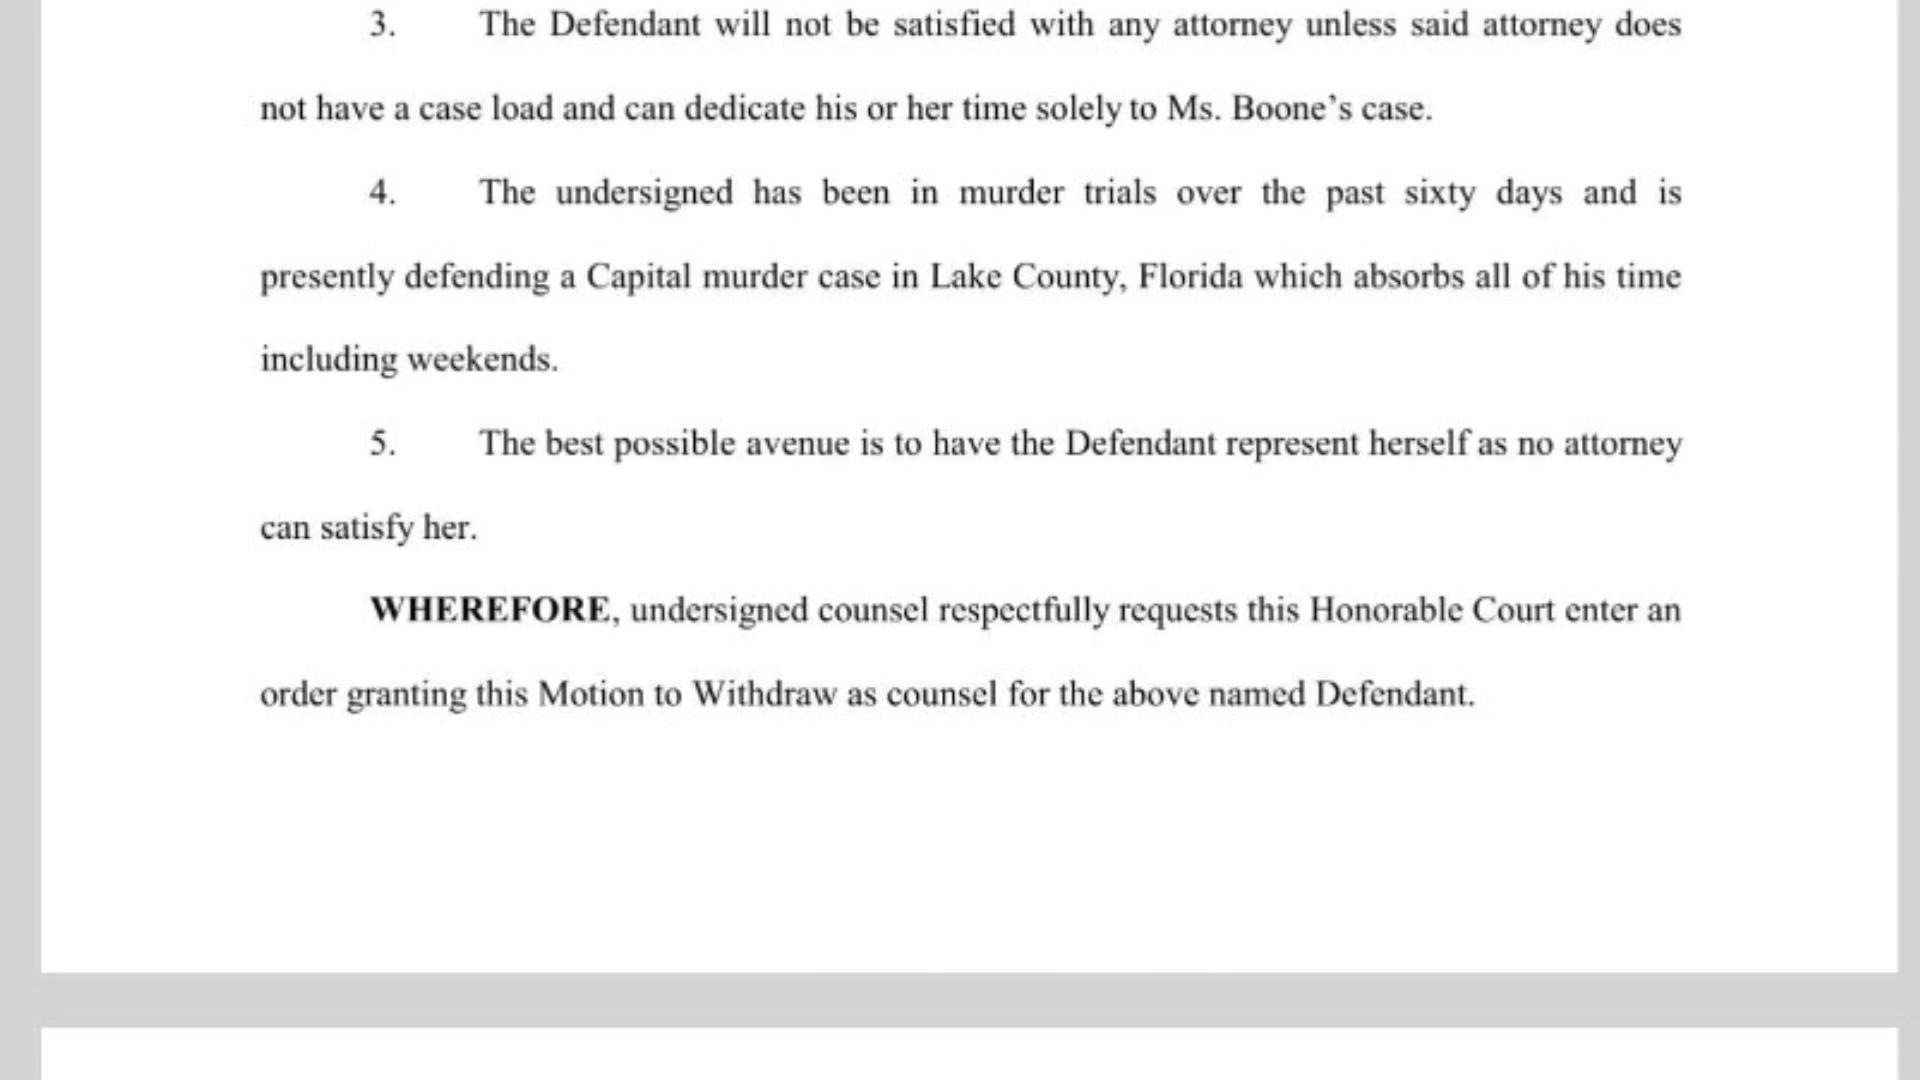 3. The Defendant will not be satisfied with any attorney unless said attorney does
not have a case load and can dedicate his or her time solely to Ms. Boone’s case.
4. The undersigned has been in murder trials over the past sixty days and is
presently defending a Capital murder case in Lake County, Florida which absorbs all of his time
including weekends.
5. The best possible avenue is to have the Defendant represent herself as no attorney
can satisfy her.
WHEREFORE, undersigned counsel respectfully requests this Honorable Court enter an
order granting this Motion to Withdraw as counsel for the above named Defendant.